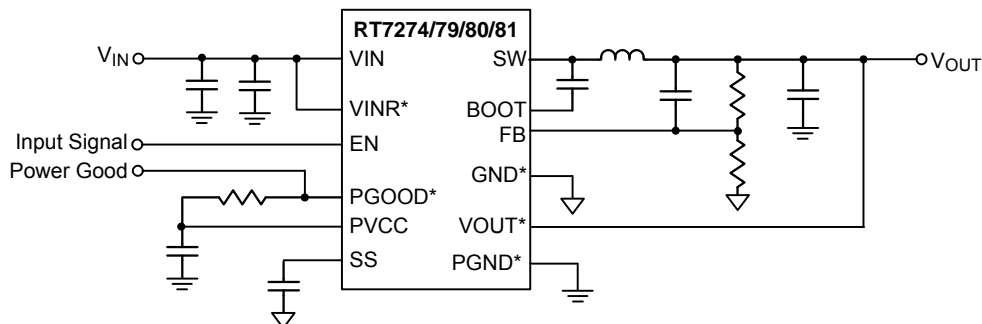 RT7274/79/80/81
VIN
VIN
SW
VOUT
VINR*
BOOT
Input Signal
EN
FB
Power Good
PGOOD*
GND*
PVCC
VOUT*
SS
PGND*